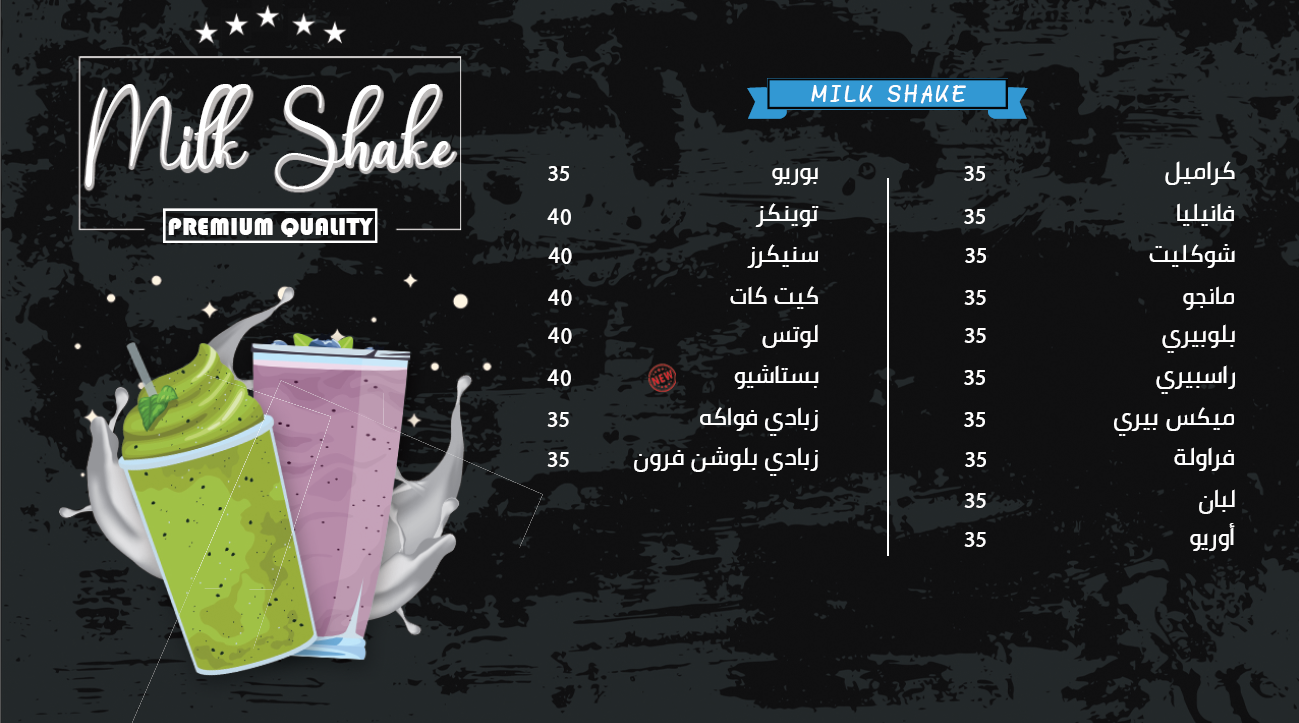 Milk Shake
PREMIUM QUALITY
MILK SHAKE
كراميل 35
فانيليا 35
شوكليت 35
مانجو 35
بلوبيري 35
راسبيري 35
ميكس بيري 35
فراولة 35
لبان 35
أوريو 35
بوريو 35
توينكز 40
سنيكرز 40
كيت كات 40
لوتس 40
بستاشيو NEW 40
زبادي فواكه 35
زبادي بلوشن فرون 35